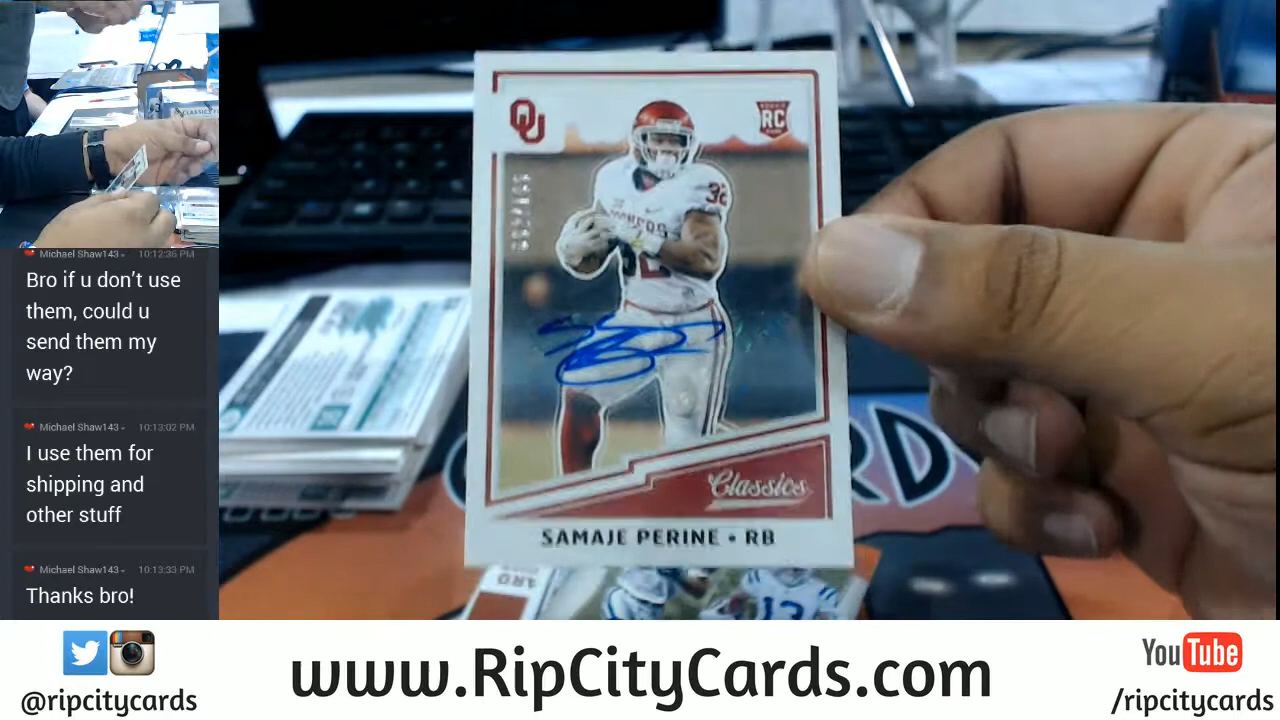 Michael Shaw143 10:12:36 PM
Bro if u don't use
them, could u
send them my
way?
Michael Shaw143 10:13:02 PM
I use them for
shipping and
other stuff
Michael Shaw143 10:13:33 PM
Thanks bro!
OU
RC
32
Classics
SAMAJE PERINE • RB
13
@ripcitycards
www.RipCityCards.com
YouTube
/ripcitycards